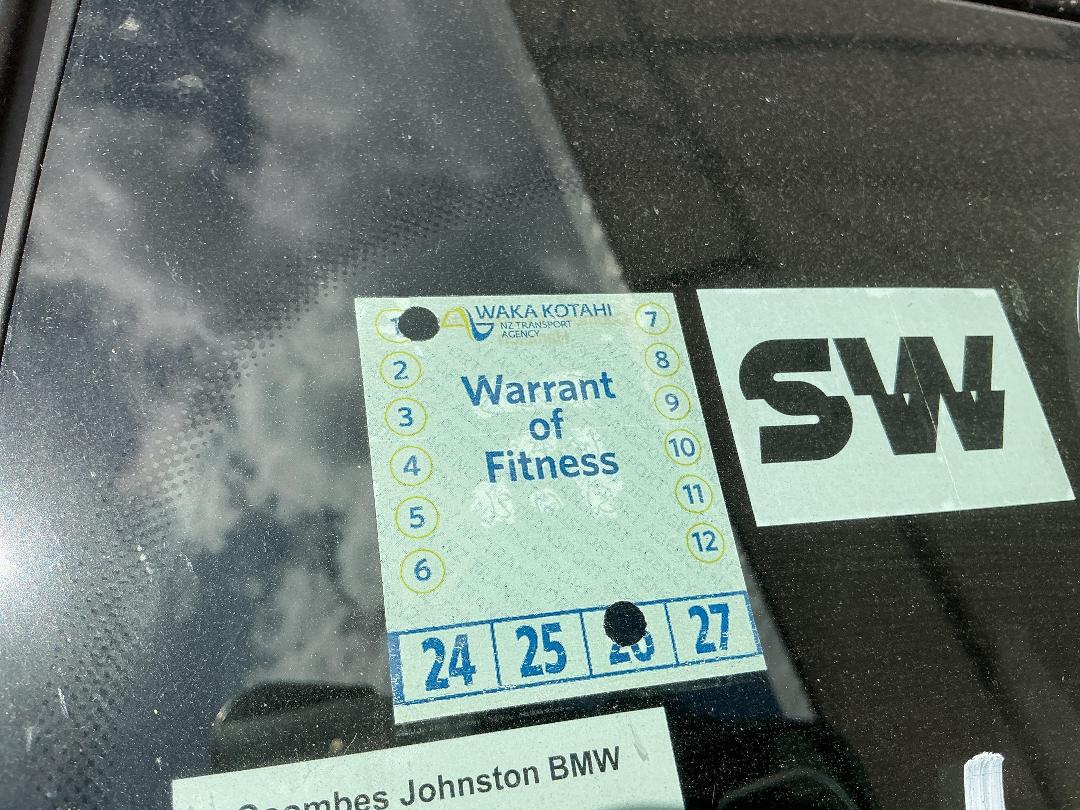 WAKA KOTAHI
NZ TRANSPORT
AGENCY
Warrant
of
Fitness
1
2
3
4
5
6
7
8
9
10
11
12
24 25 26 27
SW
Coombes Johnston BMW